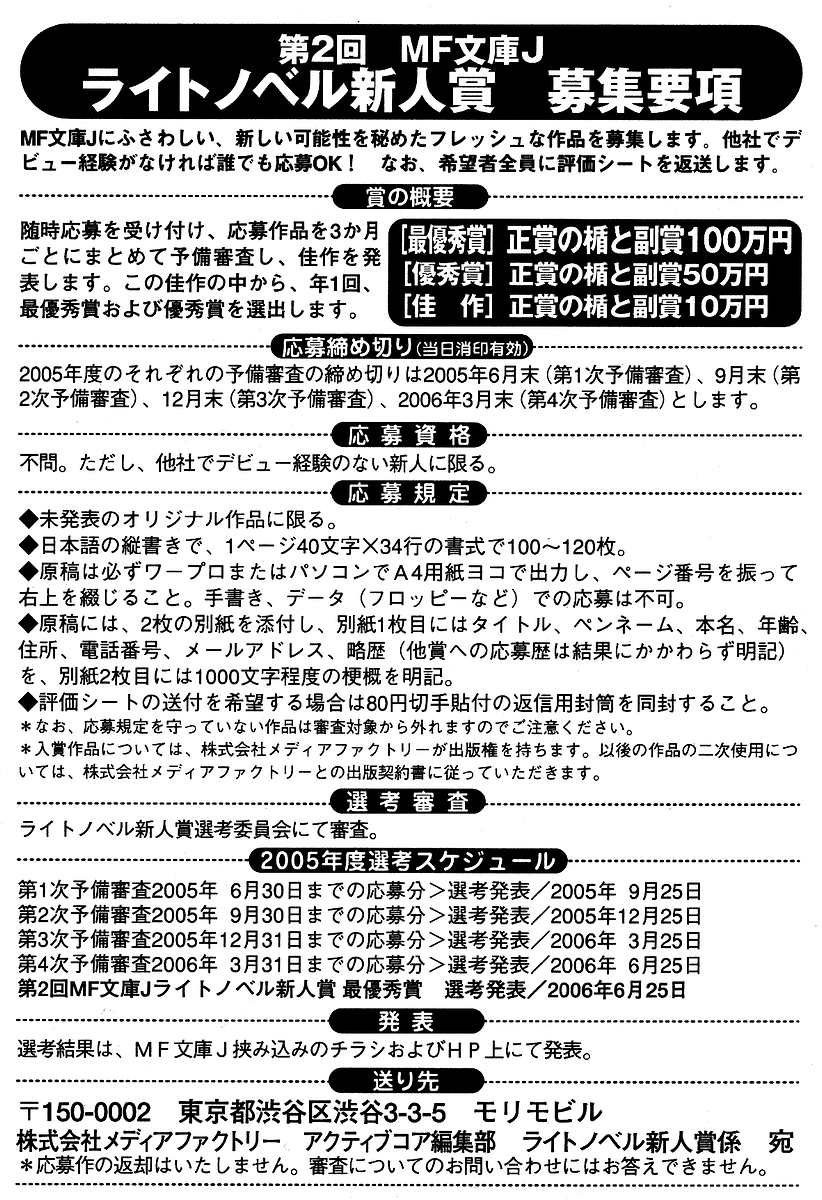 第2回 MF文庫J
ライトノベル新人賞 募集要項
MF文庫Jにふさわしい、新しい可能性を秘めたフレッシュな作品を募集します。他社でデ
ビュー経験がなければ誰でも応募OK! なお、希望者全員に評価シートを返送します。
賞の概要
随時応募を受け付け、応募作品を3か月
ごとにまとめて予備審査し、佳作を発
表します。この佳作の中から、年1回、
最優秀賞および優秀賞を選出します。
[最優秀賞] 正賞の楯と副賞100万円
[優秀賞] 正賞の楯と副賞50万円
[佳 作] 正賞の楯と副賞10万円
応募締め切り(当日消印有効)
2005年度のそれぞれの予備審査の締め切りは2005年6月末(第1次予備審査)、9月末(第
2次予備審査)、12月末(第3次予備審査)、2006年3月末(第4次予備審査)とします。
応募資格
不問。ただし、他社でデビュー経験のない新人に限る。
応募規定
◆未発表のオリジナル作品に限る。
◆日本語の縦書きで、1ページ40文字×34行の書式で100〜120枚。
◆原稿は必ずワープロまたはパソコンでA4用紙ヨコで出力し、ページ番号を振って
右上を綴じること。手書き、データ(フロッピーなど)での応募は不可。
◆原稿には、2枚の別紙を添付し、別紙1枚目にはタイトル、ペンネーム、本名、年齢、
住所、電話番号、メールアドレス、略歴(他賞への応募歴は結果にかかわらず明記)
を、別紙2枚目には1000文字程度の梗概を明記。
◆評価シートの送付を希望する場合は80円切手貼付の返信用封筒を同封すること。
*なお、応募規定を守っていない作品は審査対象から外れますのでご注意ください。
*入賞作品については、株式会社メディアファクトリーが出版権を持ちます。以後の作品の二次使用につ
いては、株式会社メディアファクトリーとの出版契約書に従っていただきます。
選考審査
ライトノベル新人賞選考委員会にて審査。
2005年度選考スケジュール
第1次予備審査2005年 6月30日までの応募分>選考発表/2005年 9月25日
第2次予備審査2005年 9月30日までの応募分>選考発表/2005年12月25日
第3次予備審査2005年12月31日までの応募分>選考発表/2006年 3月25日
第4次予備審査2006年 3月31日までの応募分>選考発表/2006年 6月25日
第2回MF文庫Jライトノベル新人賞 最優秀賞 選考発表/2006年6月25日
発表
選考結果は、MF文庫J挟み込みのチラシおよびHP上にて発表。
送り先
〒150-0002 東京都渋谷区渋谷3-3-5 モリモビル
株式会社メディアファクトリー アクティブコア編集部 ライトノベル新人賞係 宛
*応募作の返却はいたしません。審査についてのお問い合わせにはお答えできません。